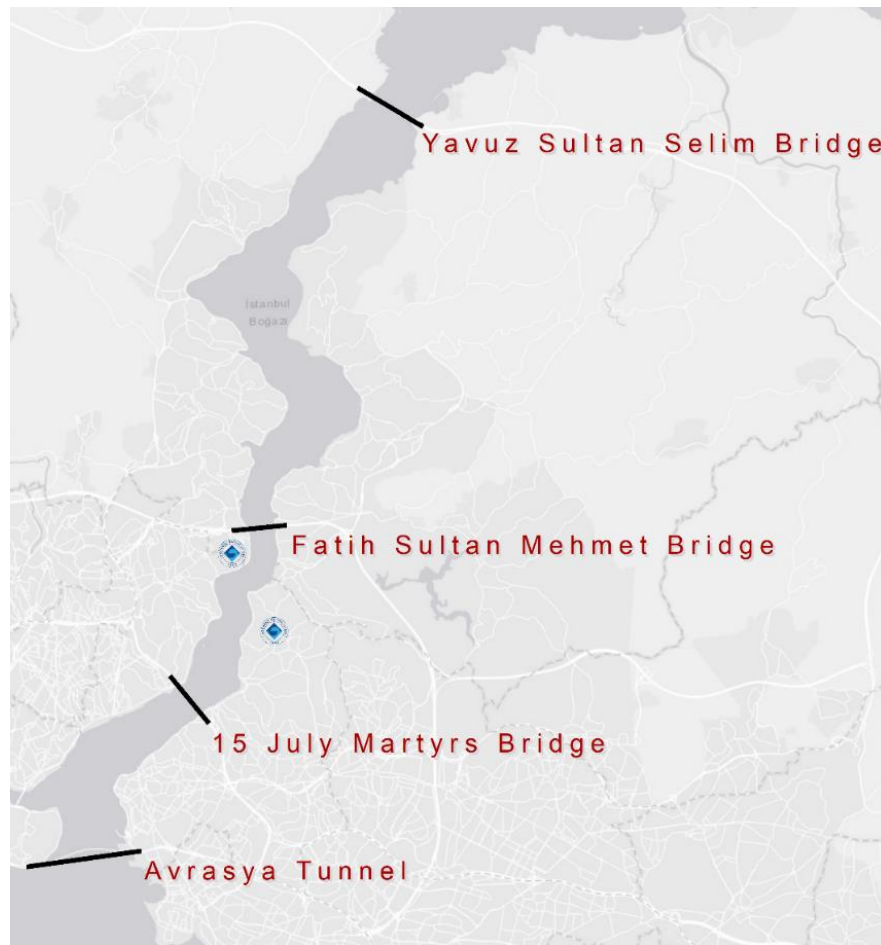 Yavuz Sultan Selim Bridge
İstanbul
Boğazı
Fatih Sultan Mehmet Bridge
15 July Martyrs Bridge
Avrasya Tunnel